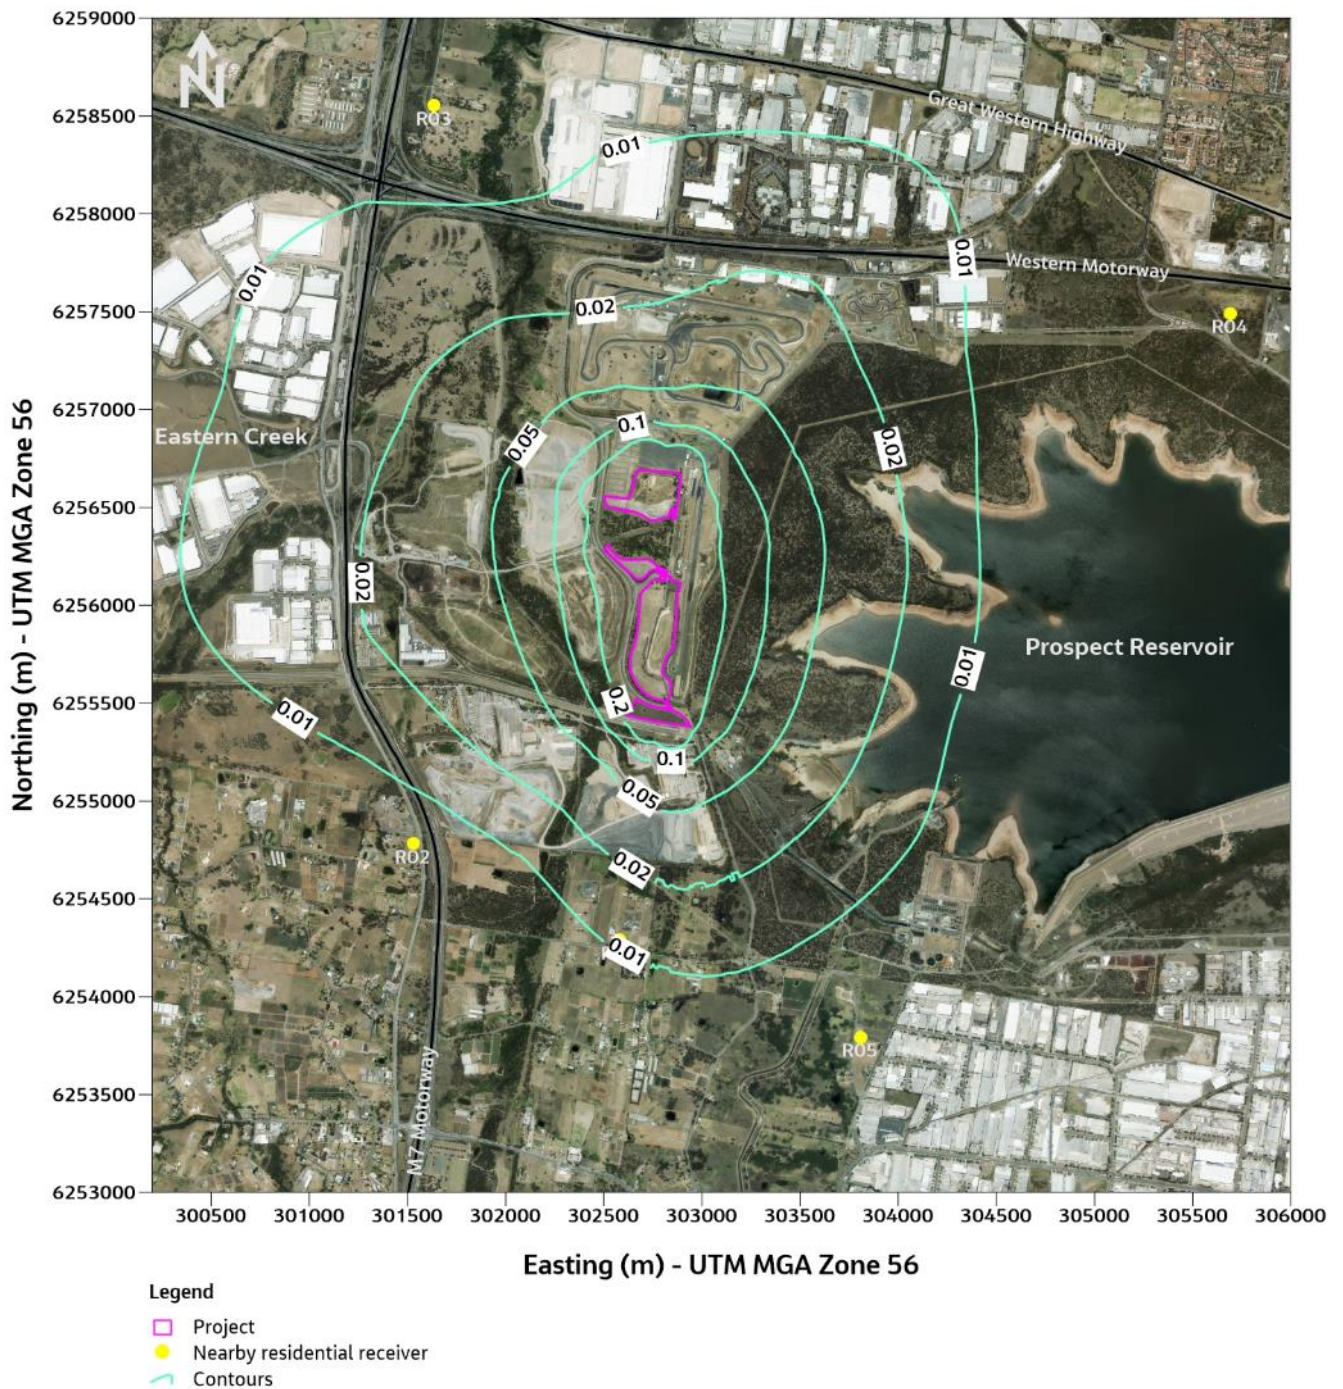 6259000
6258500
6258000
6257500
6257000
6256500
6256000
6255500
6255000
6254500
6254000
6253500
6253000
Northing (m) - UTM MGA Zone 56
N
R03
Great Western Highway
0.01
0.01
0.01
Western Motorway
0.02
R04
Eastern Creek
0.05
0.1
0.02
0.02
Prospect Reservoir
0.01
0.01
0.2
0.1
0.05
R02
0.02
0.01
R05
M7 Motorway
300500 301000 301500 302000 302500 303000 303500 304000 304500 305000 305500 306000
Easting (m) - UTM MGA Zone 56
Legend
Project
Nearby residential receiver
Contours